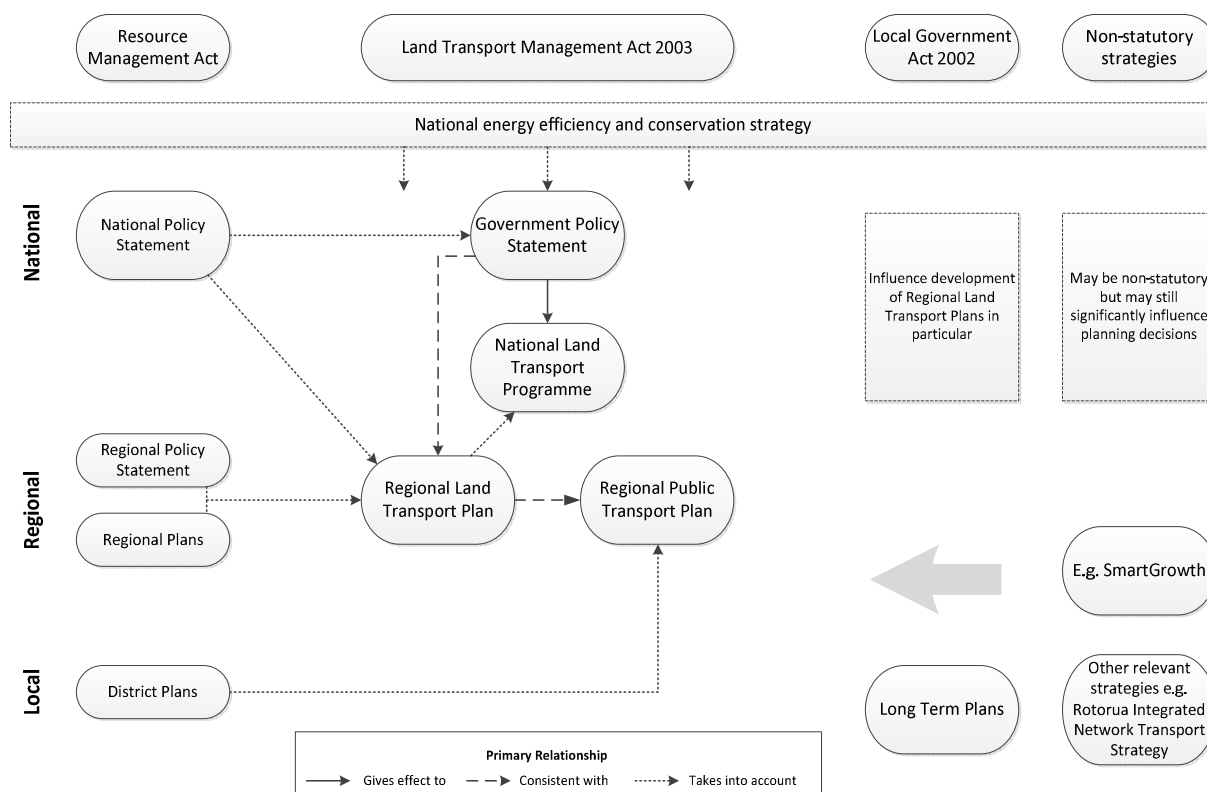 Resource
Management Act
Land Transport Management Act 2003
Local Government
Act 2002
Non-statutory
strategies
National energy efficiency and conservation strategy
National
National Policy
Statement
Government Policy
Statement
Influence development
of Regional Land
Transport Plans in
particular
May be non-statutory
but may still
significantly influence
planning decisions
National Land
Transport
Programme
Regional
Regional Policy
Statement
Regional Plans
Regional Land
Transport Plan
Regional Public
Transport Plan
E.g. SmartGrowth
Local
District Plans
Long Term Plans
Other relevant
strategies e.g.
Rotorua Integrated
Network Transport
Strategy
Primary Relationship
Gives effect to
Consistent with
Takes into account